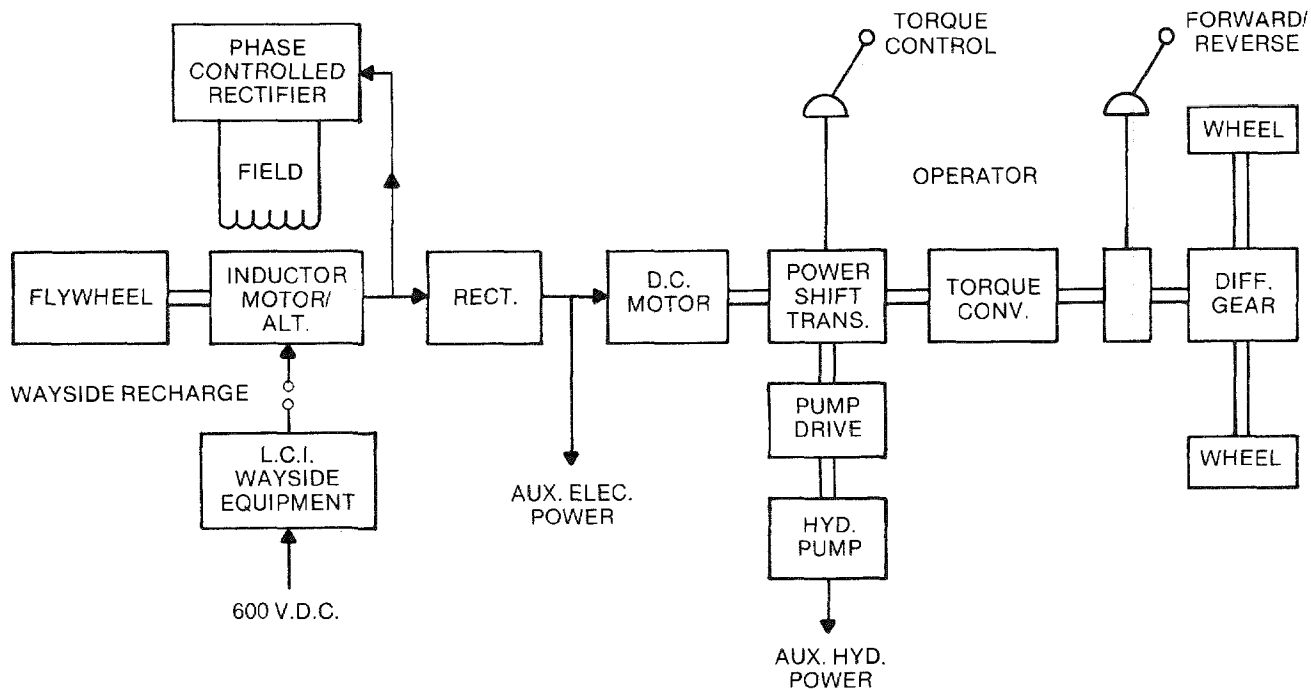 PHASE
CONTROLLED
RECTIFIER
FIELD
TORQUE
CONTROL
FORWARD/
REVERSE
OPERATOR
WHEEL
FLYWHEEL
INDUCTOR
MOTOR/
ALT.
RECT.
D.C.
MOTOR
POWER
SHIFT
TRANS.
TORQUE
CONV.
DIFF.
GEAR
WAYSIDE RECHARGE
L.C.I.
WAYSIDE
EQUIPMENT
600 V.D.C.
AUX. ELEC.
POWER
PUMP
DRIVE
HYD.
PUMP
AUX. HYD.
POWER
WHEEL